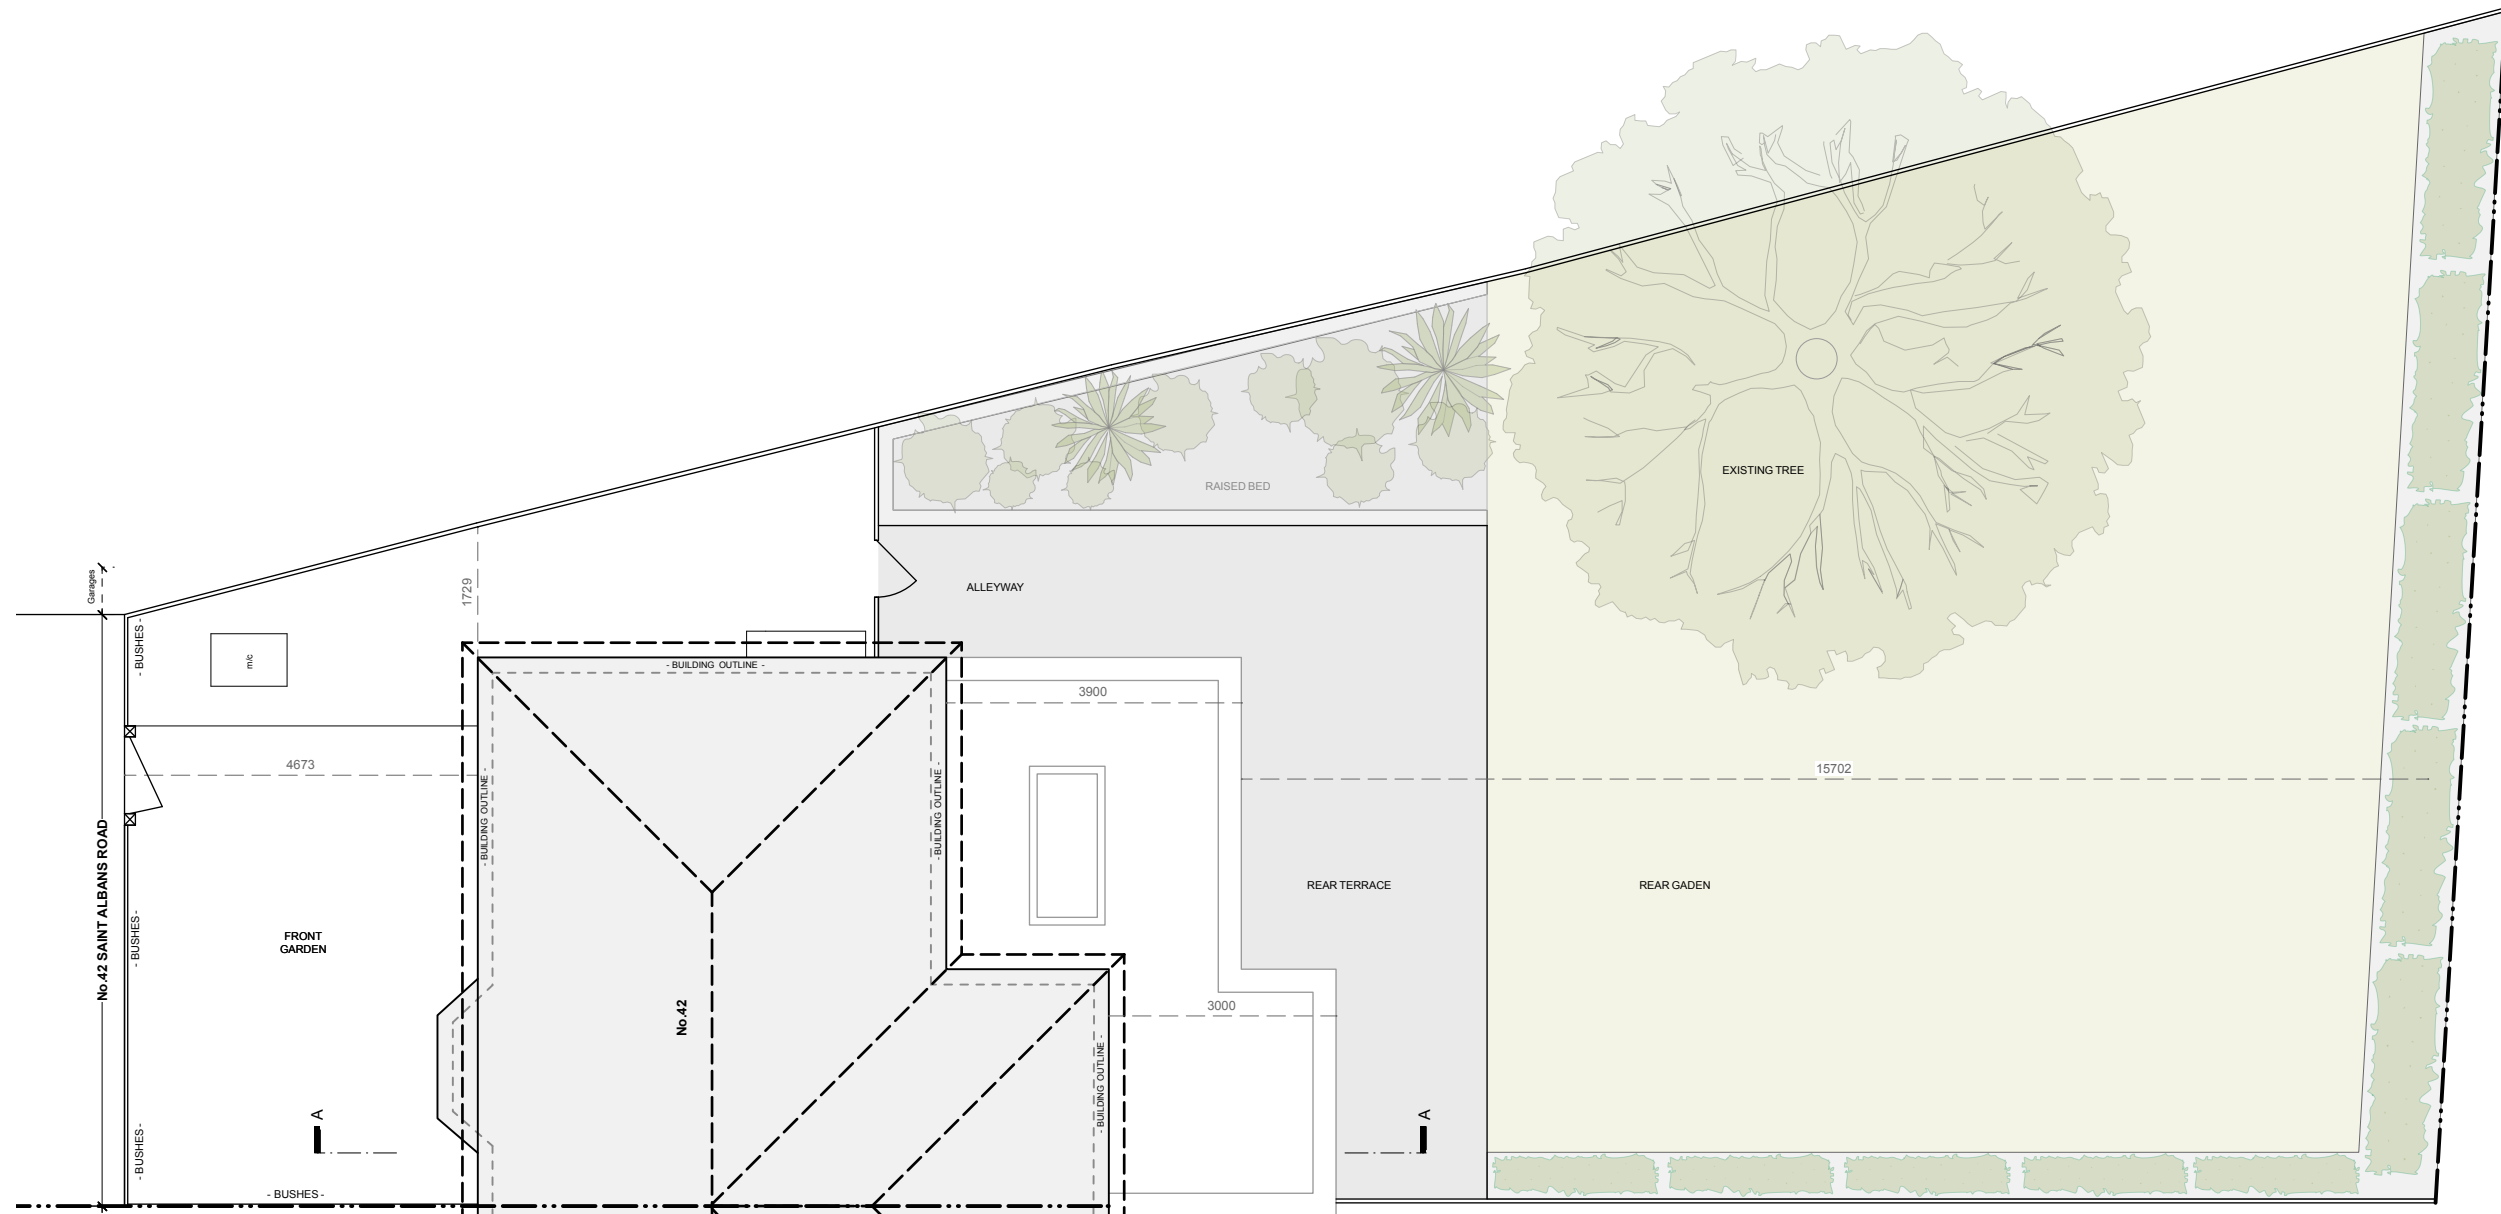 EXISTING TREE
RAISED BED
Garages
1729
ALLEYWAY
- BUSHES -
m/c
- BUILDING OUTLINE -
3900
4673
15702
- BUILDING OUTLINE -
- BUILDING OUTLINE -
REAR TERRACE
REAR GADEN
No.42 SAINT ALBANS ROAD
- BUSHES -
FRONT
GARDEN
No.42
3000
- BUILDING OUTLINE -
A
A
- BUSHES -
- BUSHES -